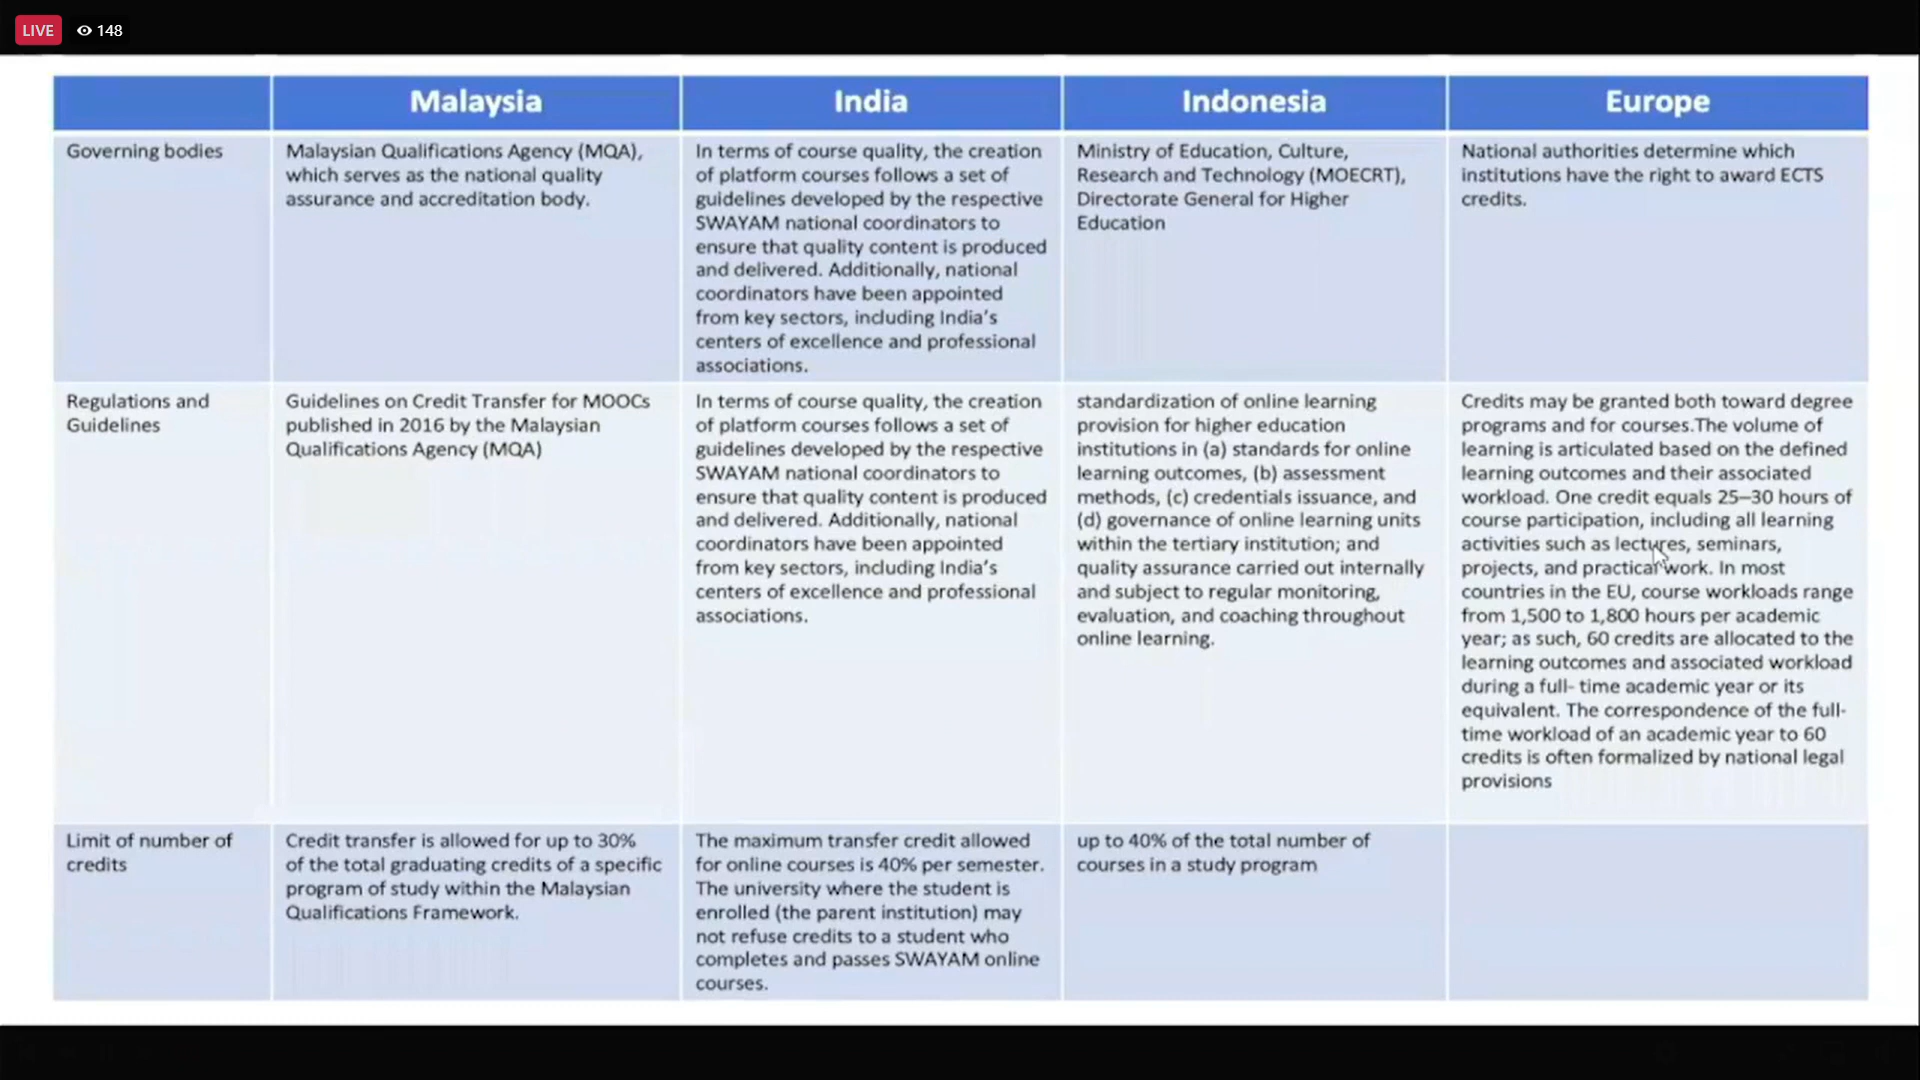 LIVE 148
Malaysia India Indonesia Europe
Governing bodies
Malaysian Qualifications Agency (MQA),
which serves as the national quality
assurance and accreditation body.
In terms of course quality, the creation
of platform courses follows a set of
guidelines developed by the respective
SWAYAM national coordinators to
ensure that quality content is produced
and delivered. Additionally, national
coordinators have been appointed
from key sectors, including India's
centers of excellence and professional
associations.
Ministry of Education, Culture,
Research and Technology (MOECRT),
Directorate General for Higher
Education
National authorities determine which
institutions have the right to award ECTS
credits.
Regulations and
Guidelines
Guidelines on Credit Transfer for MOOCs
published in 2016 by the Malaysian
Qualifications Agency (MQA)
In terms of course quality, the creation
of platform courses follows a set of
guidelines developed by the respective
SWAYAM national coordinators to
ensure that quality content is produced
and delivered. Additionally, national
coordinators have been appointed
from key sectors, including India's
centers of excellence and professional
associations.
standardization of online learning
provision for higher education
institutions in (a) standards for online
learning outcomes, (b) assessment
methods, (c) credentials issuance, and
(d) governance of online learning units
within the tertiary institution; and
quality assurance carried out internally
and subject to regular monitoring,
evaluation, and coaching throughout
online learning.
Credits may be granted both toward degree
programs and for courses.The volume of
learning is articulated based on the defined
learning outcomes and their associated
workload. One credit equals 25–30 hours of
course participation, including all learning
activities such as lectures, seminars,
projects, and practical work. In most
countries in the EU, course workloads range
from 1,500 to 1,800 hours per academic
year; as such, 60 credits are allocated to the
learning outcomes and associated workload
during a full- time academic year or its
equivalent. The correspondence of the full-
time workload of an academic year to 60
credits is often formalized by national legal
provisions
Limit of number of
credits
Credit transfer is allowed for up to 30%
of the total graduating credits of a specific
program of study within the Malaysian
Qualifications Framework.
The maximum transfer credit allowed
for online courses is 40% per semester.
The university where the student is
enrolled (the parent institution) may
not refuse credits to a student who
completes and passes SWAYAM online
courses.
up to 40% of the total number of
courses in a study program